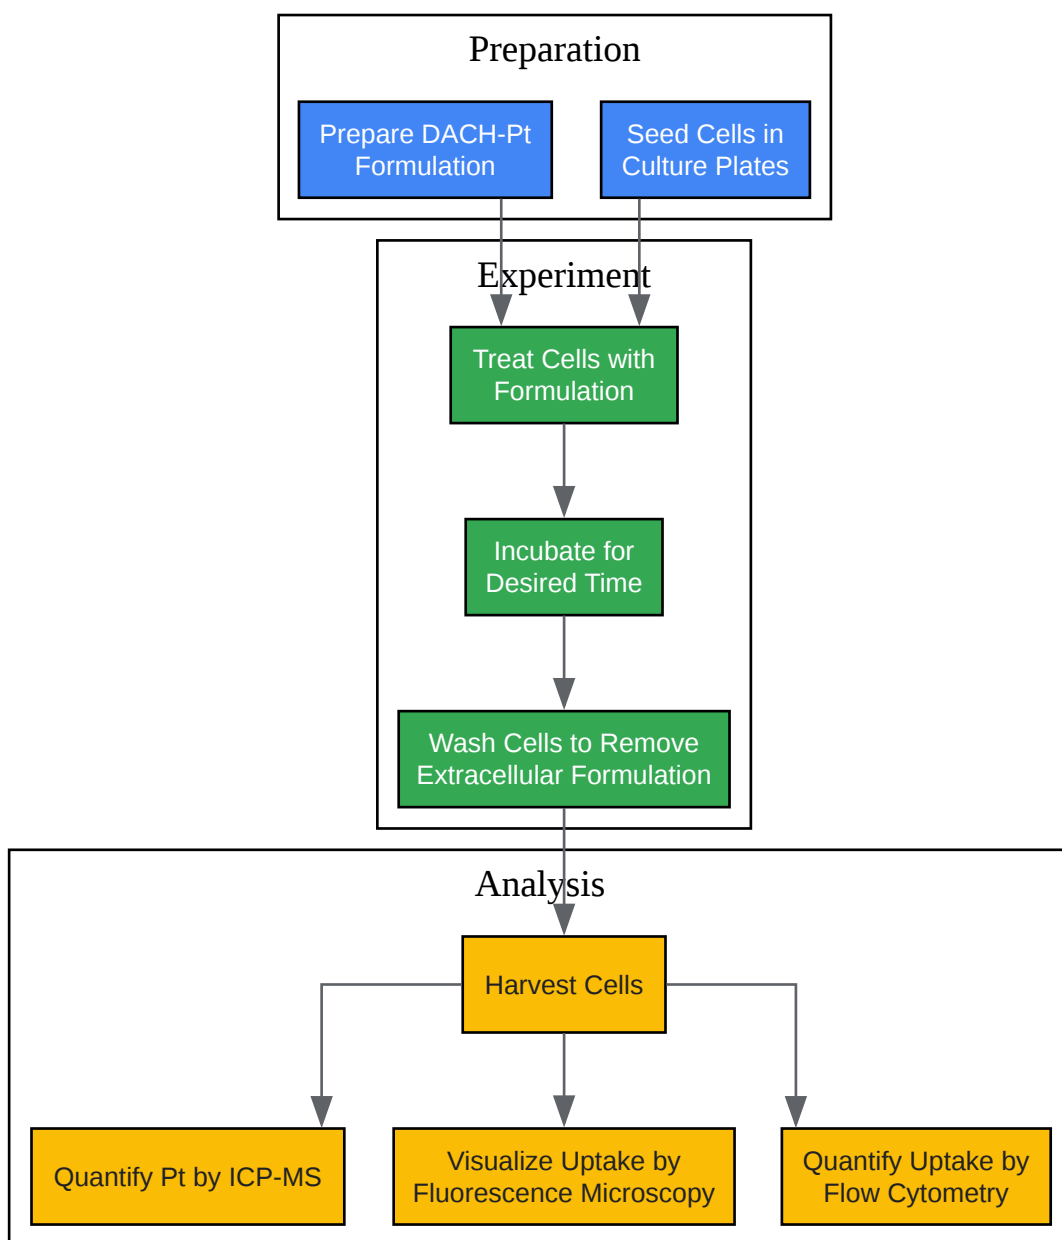 Preparation
Prepare DACH-Pt
Formulation
Seed Cells in
Culture Plates
Experiment
Treat Cells with
Formulation
Incubate for
Desired Time
Wash Cells to Remove
Extracellular Formulation
Analysis
Harvest Cells
Quantify Pt by ICP-MS
Visualize Uptake by
Fluorescence Microscopy
Quantify Uptake by
Flow Cytometry